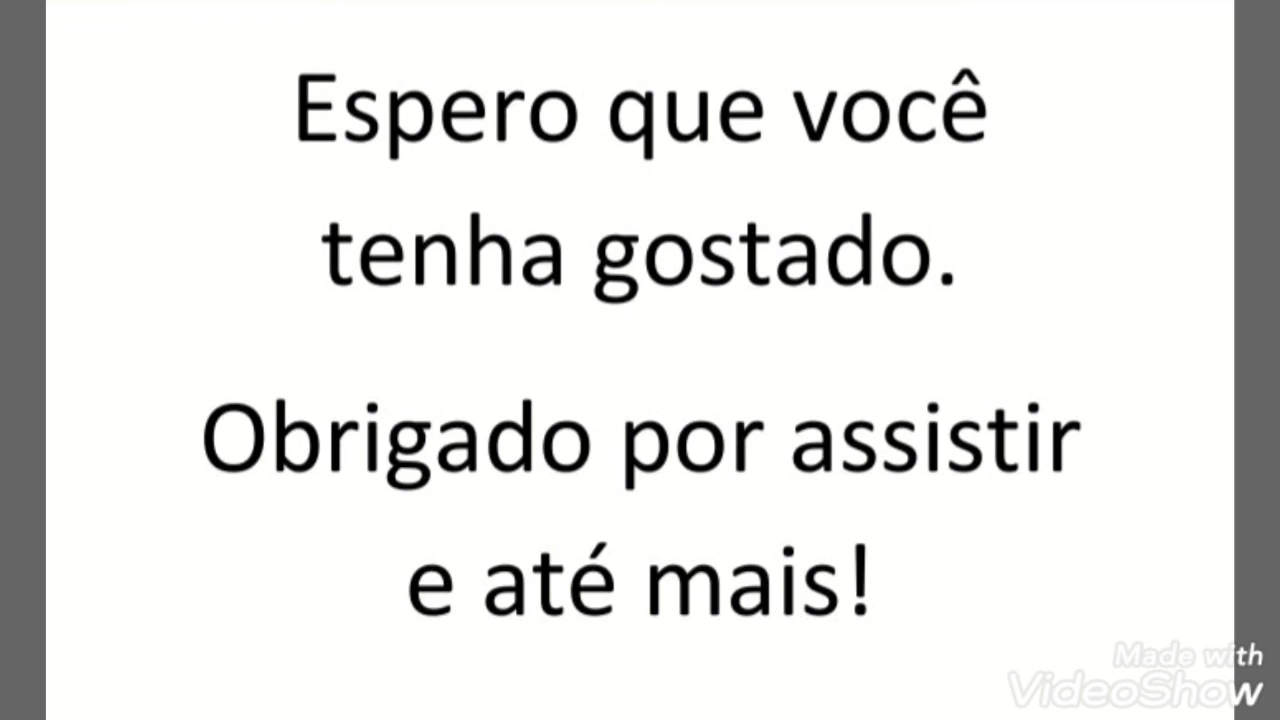 Espero que você
tenha gostado.
Obrigado por assistir
e até mais!
Made with
VideoShow